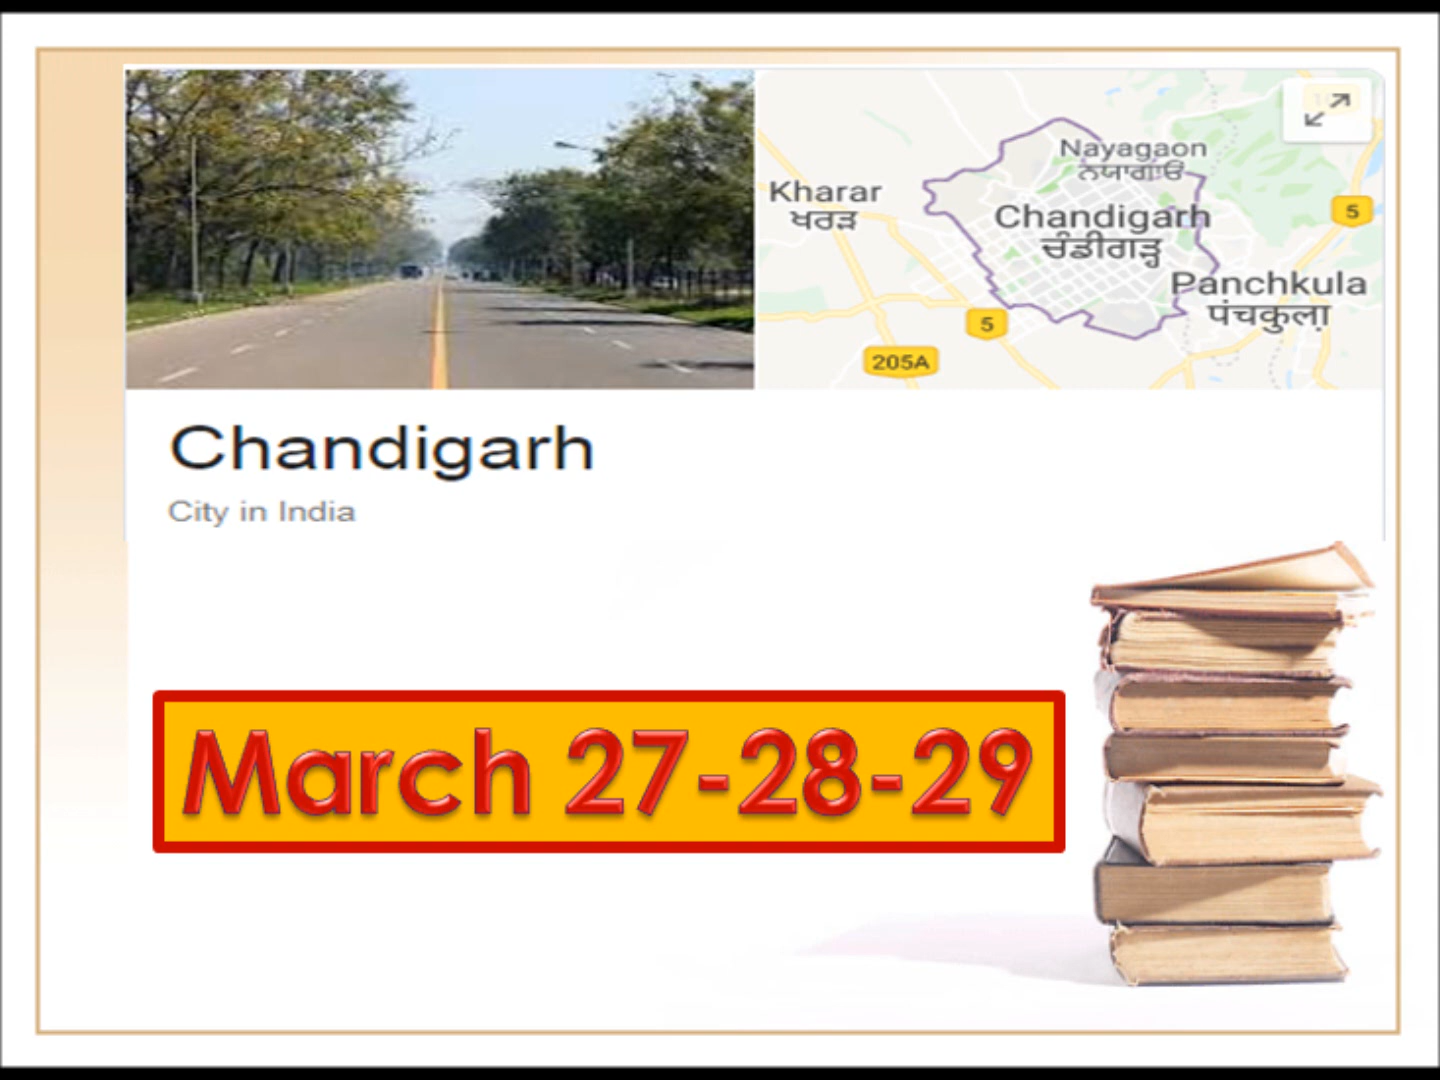 Nayagaon
ਨਯਾਗਾਓਂ
Kharar
ਖਰੜ
Chandigarh
ਚੰਡੀਗੜ੍ਹ
5
Panchkula
पंचकुला
5
205A
Chandigarh
City in India
March 27-28-29